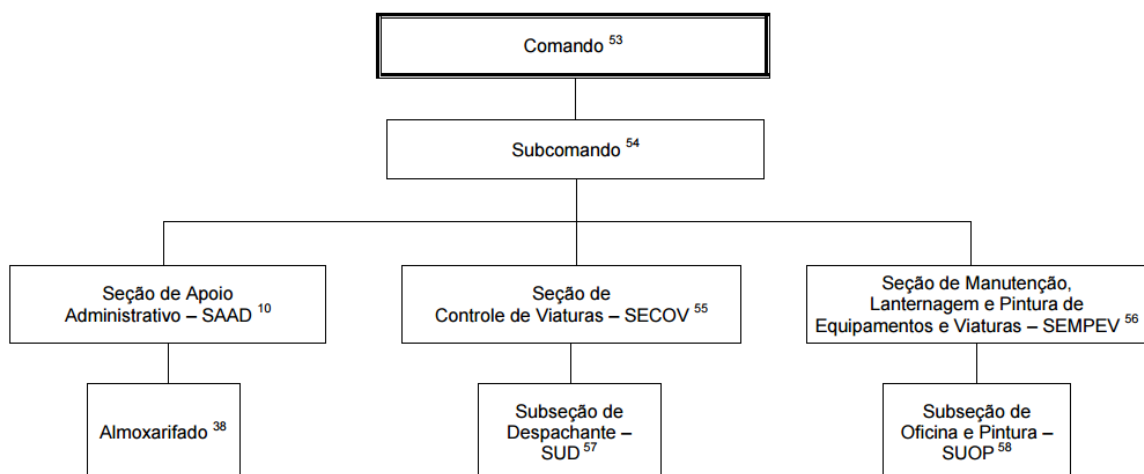 Comando 53
Subcomando 54
Seção de Apoio
Administrativo – SAAD 10
Seção de
Controle de Viaturas – SECOV 55
Seção de Manutenção,
Lanternagem e Pintura de
Equipamentos e Viaturas – SEMPEV 56
Almoxarifado 38
Subseção de
Despachante –
SUD 57
Subseção de
Oficina e Pintura –
SUOP 58